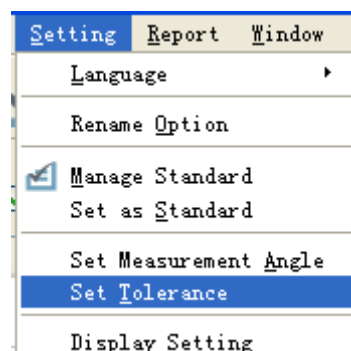 Setting Report Window
Language
Rename Option
Manage Standard
Set as Standard
Set Measurement Angle
Set Tolerance
Display Setting